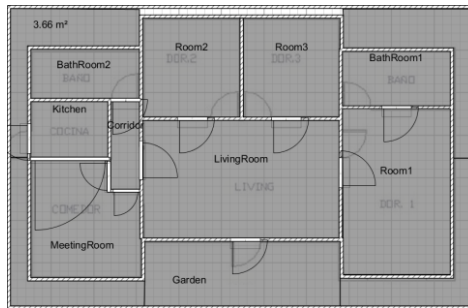 3.66 m²
Room2
Room3
DOR.2
DOR.3
BathRoom2
BathRoom1
BAÑO
BAÑO
Kitchen
Corridor
COCINA
LivingRoom
Room1
LIVING
DOR. 1
COMEDOR
MeetingRoom
Garden